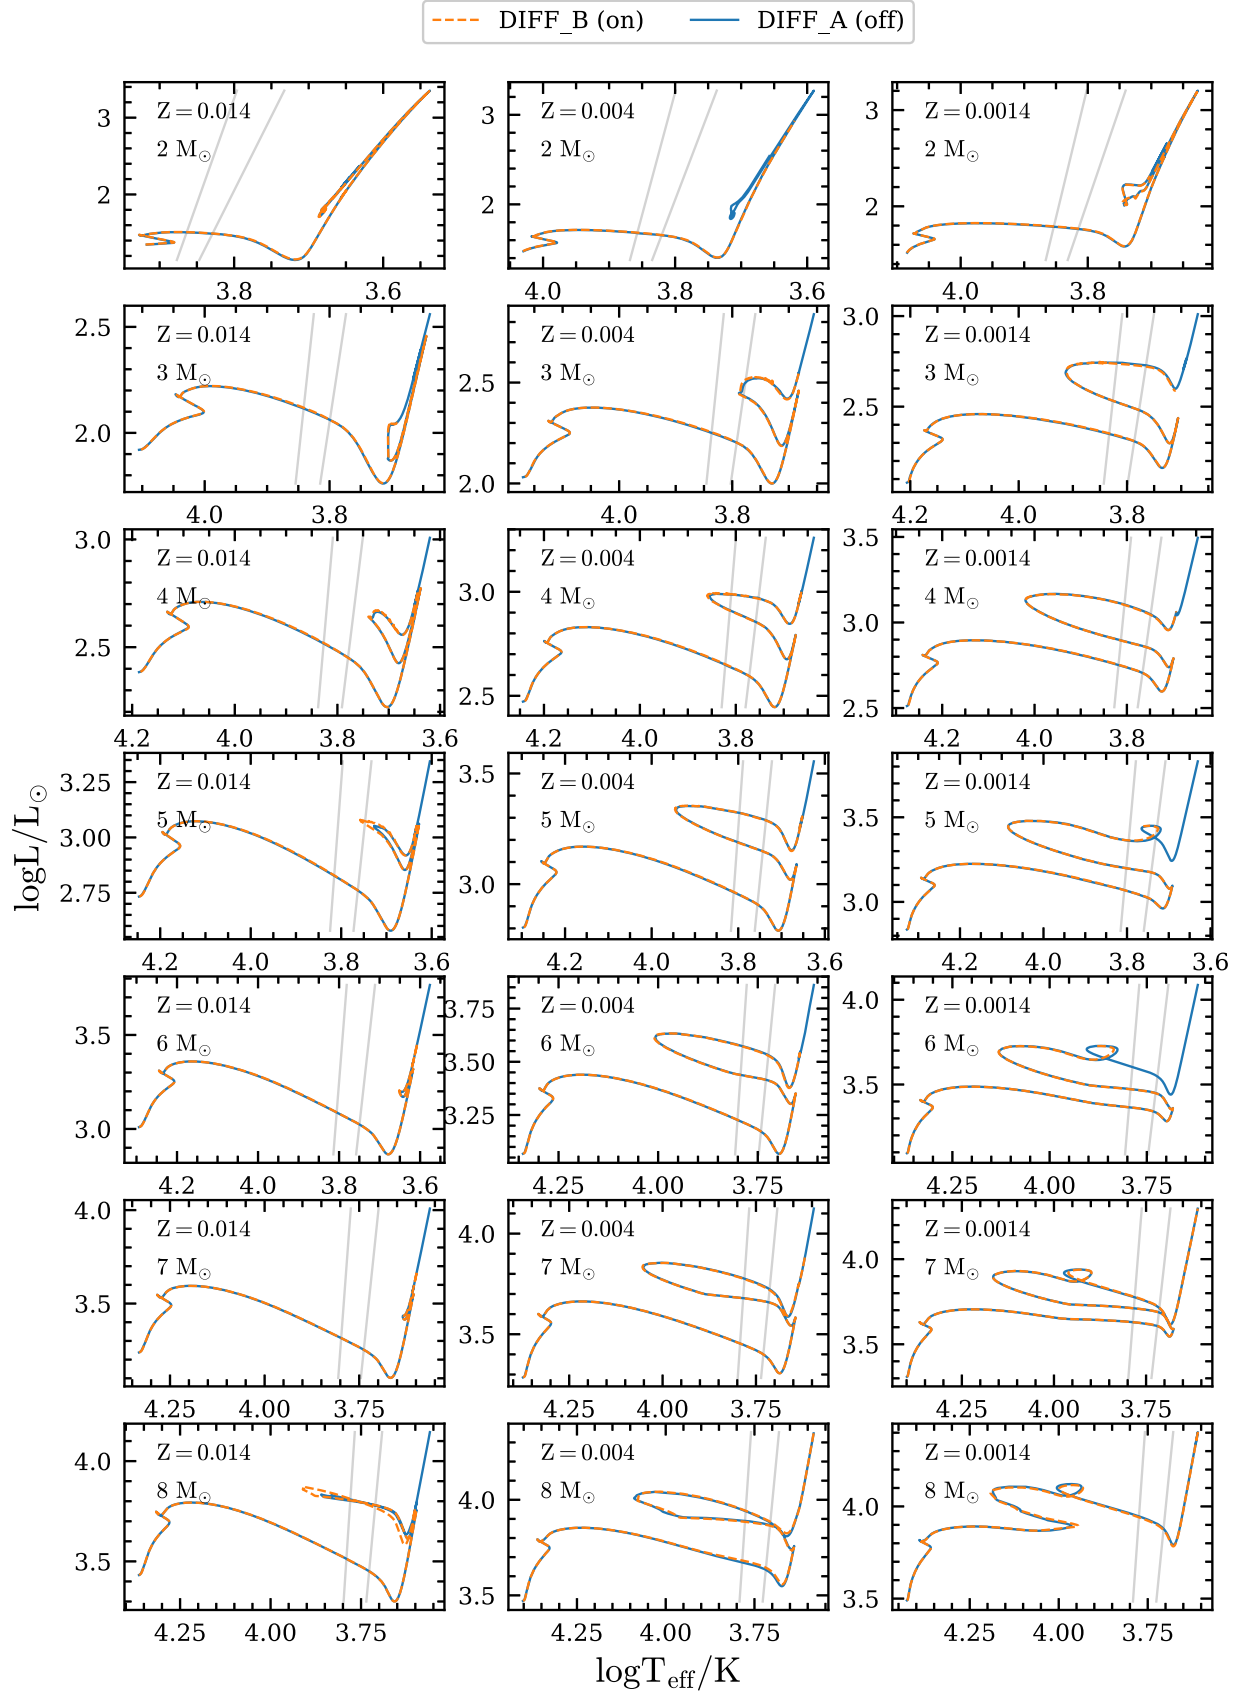 DIFF_B (on) DIFF_A (off)
Z = 0.014
2 M⊙
3
2
3.8 3.6
Z = 0.004
2 M⊙
3
2
4.0 3.8 3.6
Z = 0.0014
2 M⊙
3
2
4.0 3.8
Z = 0.014
3 M⊙
2.5
2.0
4.0 3.8
Z = 0.004
3 M⊙
2.5
2.0
4.0 3.8
Z = 0.0014
3 M⊙
3.0
2.5
4.2 4.0 3.8
Z = 0.014
4 M⊙
3.0
2.5
4.2 4.0 3.8 3.6
Z = 0.004
4 M⊙
3.0
2.5
4.2 4.0 3.8
Z = 0.0014
4 M⊙
3.5
3.0
2.5
4.2 4.0 3.8
Z = 0.014
5 M⊙
3.25
3.00
2.75
4.2 4.0 3.8 3.6
Z = 0.004
5 M⊙
3.5
3.0
4.2 4.0 3.8 3.6
Z = 0.0014
5 M⊙
3.5
3.0
4.2 4.0 3.8 3.6
Z = 0.014
6 M⊙
3.5
3.0
4.2 4.0 3.8 3.6
Z = 0.004
6 M⊙
3.75
3.50
3.25
4.25 4.00 3.75
Z = 0.0014
6 M⊙
4.0
3.5
4.25 4.00 3.75
Z = 0.014
7 M⊙
4.0
3.5
4.25 4.00 3.75
Z = 0.004
7 M⊙
4.0
3.5
4.25 4.00 3.75
Z = 0.0014
7 M⊙
4.0
3.5
4.25 4.00 3.75
Z = 0.014
8 M⊙
4.0
3.5
4.25 4.00 3.75
Z = 0.004
8 M⊙
4.0
3.5
4.25 4.00 3.75
Z = 0.0014
8 M⊙
4.0
3.5
4.25 4.00 3.75
logL/L⊙
logTeff/K